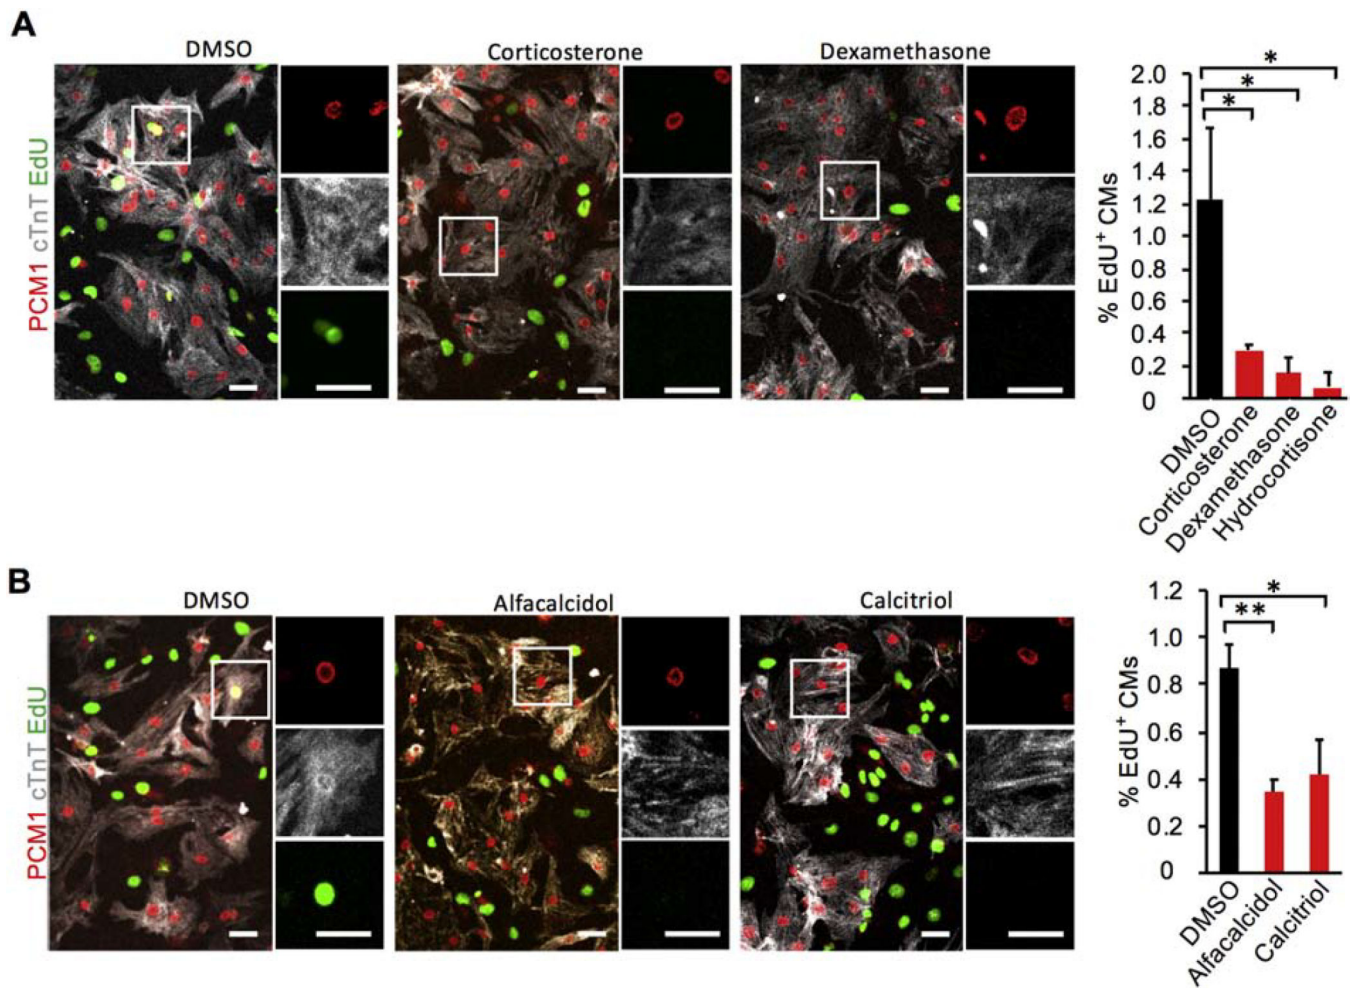 A
DMSO
Corticosterone
Dexamethasone
PCM1 cTnT EdU
% EdU+ CMs
2.0
1.8
1.6
1.4
1.2
1.0
0.8
0.6
0.4
0.2
0
*
*
*
DMSO
Corticosterone
Dexamethasone
Hydrocortisone
B
DMSO
Alfacalcidol
Calcitriol
PCM1 cTnT EdU
% EdU+ CMs
1.2
1.0
0.8
0.6
0.4
0.2
0
*
**
DMSO
Alfacalcidol
Calcitriol